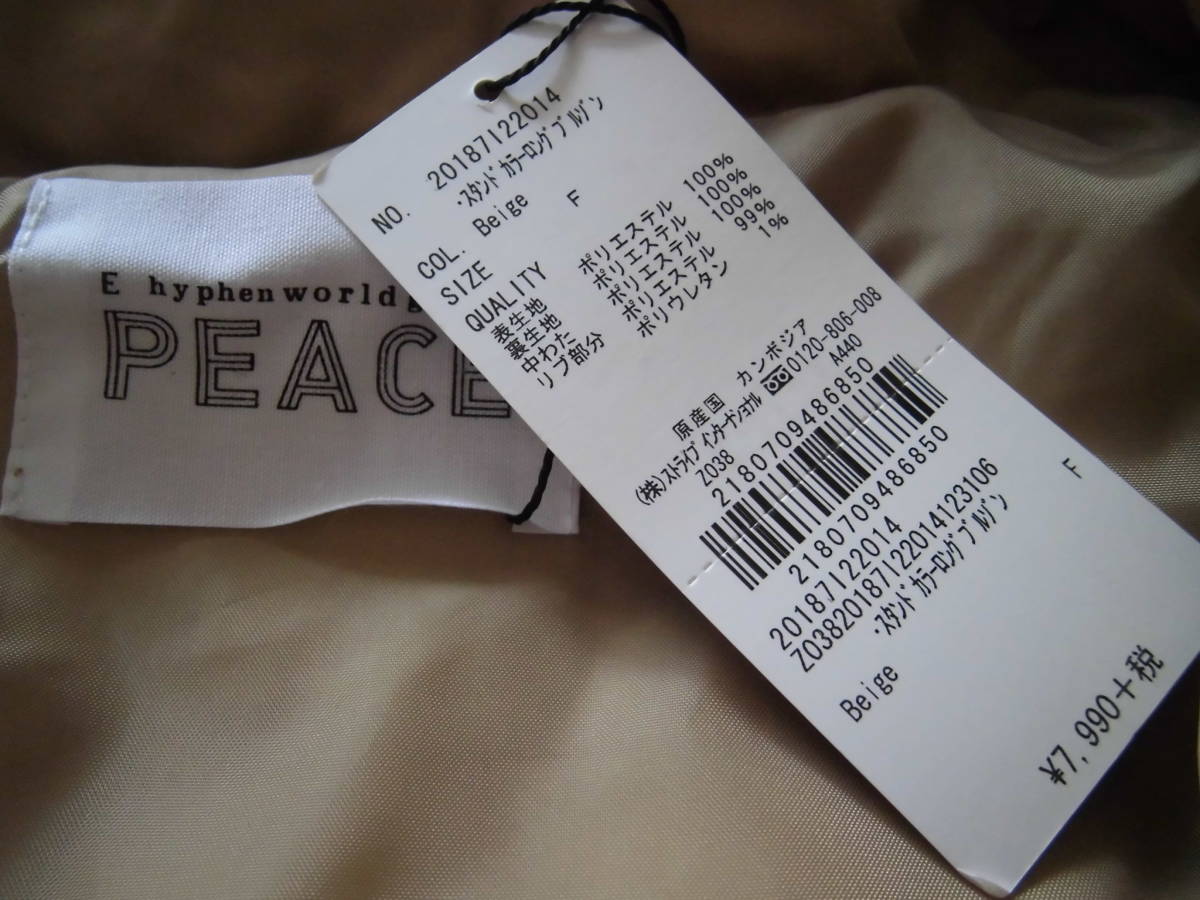 E hyphen world
PEACE
NO. 201871122014
・スタンドカラーロングブルゾン
COL. Beige
SIZE F
QUALITY
表生地 ポリエステル 100%
裏生地 ポリエステル 100%
中わた ポリエステル 100%
リブ部分 ポリエステル 99%
ポリウレタン 1%
原産国 カンボジア
(株)ストライプ インターナショナル 0120-806-008
Z038 A440
2180709486850
2180709486850
201871122014
Z038201871122014123106
・スタンドカラーロングブルゾン
F
Beige
¥7,990+税